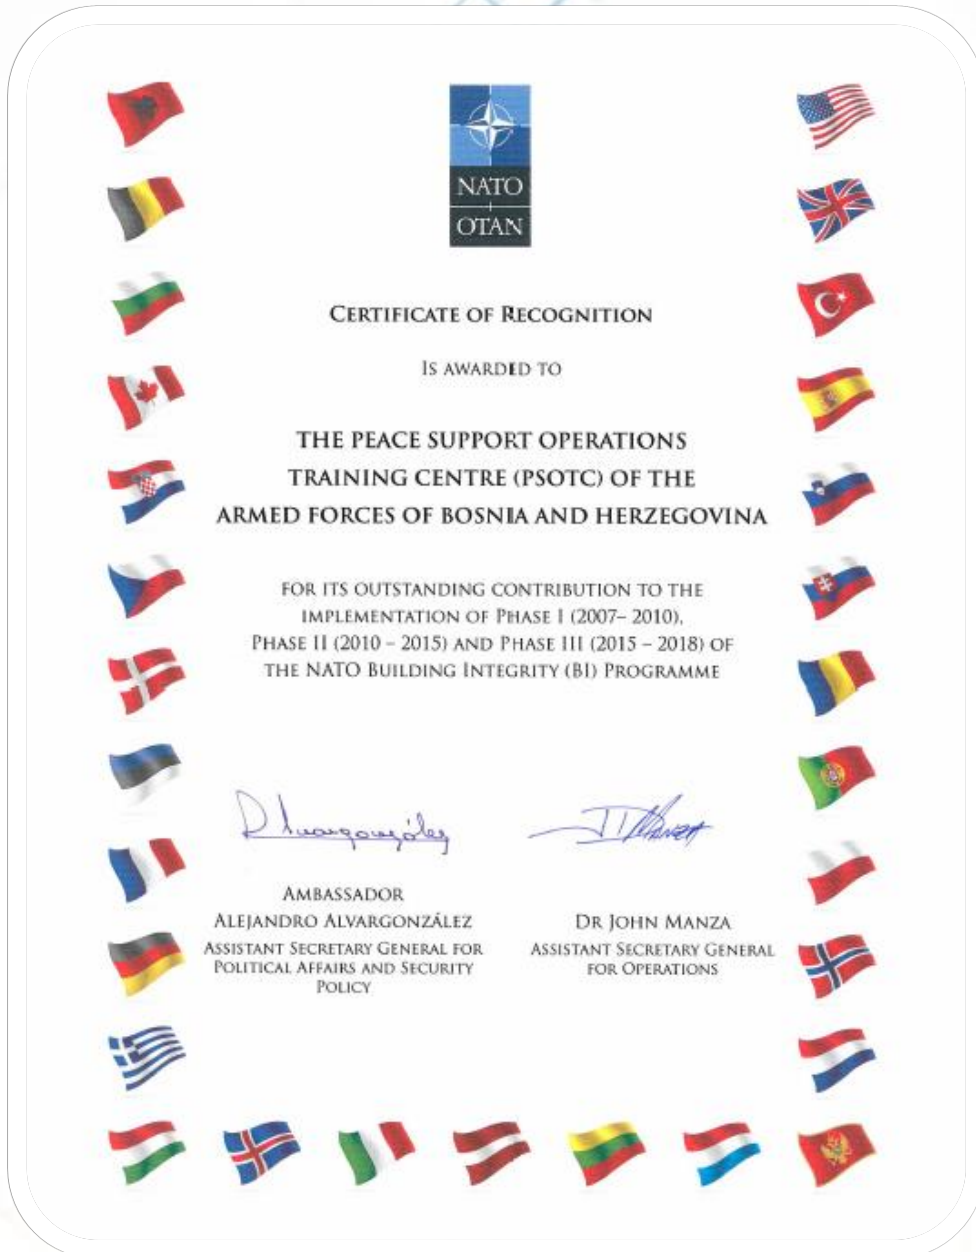 NATO
OTAN
CERTIFICATE OF RECOGNITION
IS AWARDED TO
THE PEACE SUPPORT OPERATIONS
TRAINING CENTRE (PSOTC) OF THE
ARMED FORCES OF BOSNIA AND HERZEGOVINA
FOR ITS OUTSTANDING CONTRIBUTION TO THE
IMPLEMENTATION OF PHASE I (2007– 2010),
PHASE II (2010 – 2015) AND PHASE III (2015 – 2018) OF
THE NATO BUILDING INTEGRITY (BI) PROGRAMME
AMBASSADOR
ALEJANDRO ALVARGONZÁLEZ
ASSISTANT SECRETARY GENERAL FOR
POLITICAL AFFAIRS AND SECURITY
POLICY
DR JOHN MANZA
ASSISTANT SECRETARY GENERAL
FOR OPERATIONS